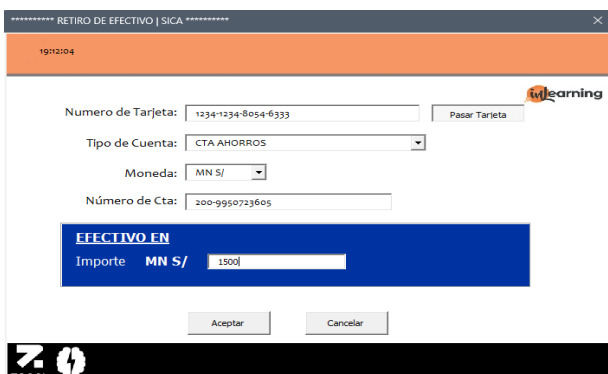 ********** RETIRO DE EFECTIVO | SICA **********
19:12:04
inlearning
Numero de Tarjeta: 1234-1234-8054-6333 Pasar Tarjeta
Tipo de Cuenta: CTA AHORROS
Moneda: MN S/
Número de Cta: 200-9950723605
EFECTIVO EN
Importe MN S/ 1500
Aceptar Cancelar